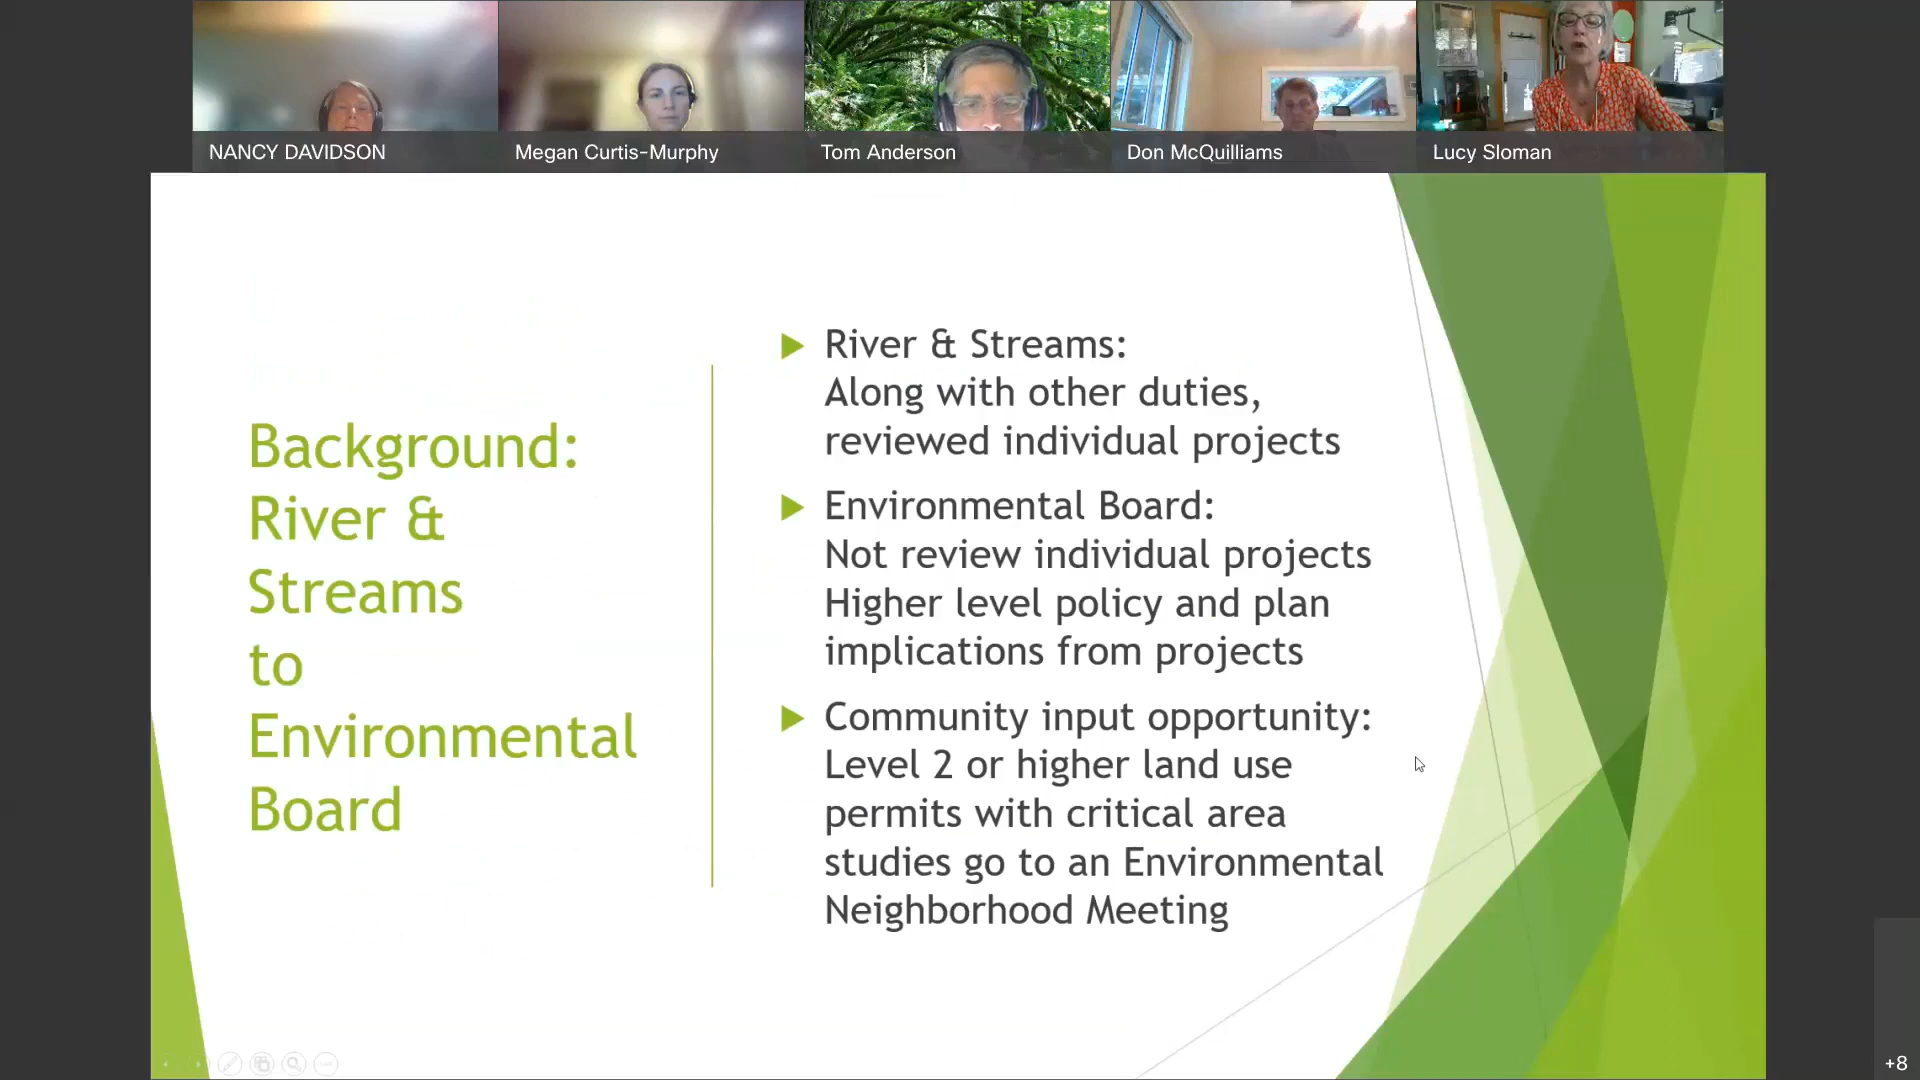 NANCY DAVIDSON
Megan Curtis-Murphy
Tom Anderson
Don McQuilliams
Lucy Sloman
Background:
River &
Streams
to
Environmental
Board
River & Streams:
Along with other duties,
reviewed individual projects
Environmental Board:
Not review individual projects
Higher level policy and plan
implications from projects
Community input opportunity:
Level 2 or higher land use
permits with critical area
studies go to an Environmental
Neighborhood Meeting
+8